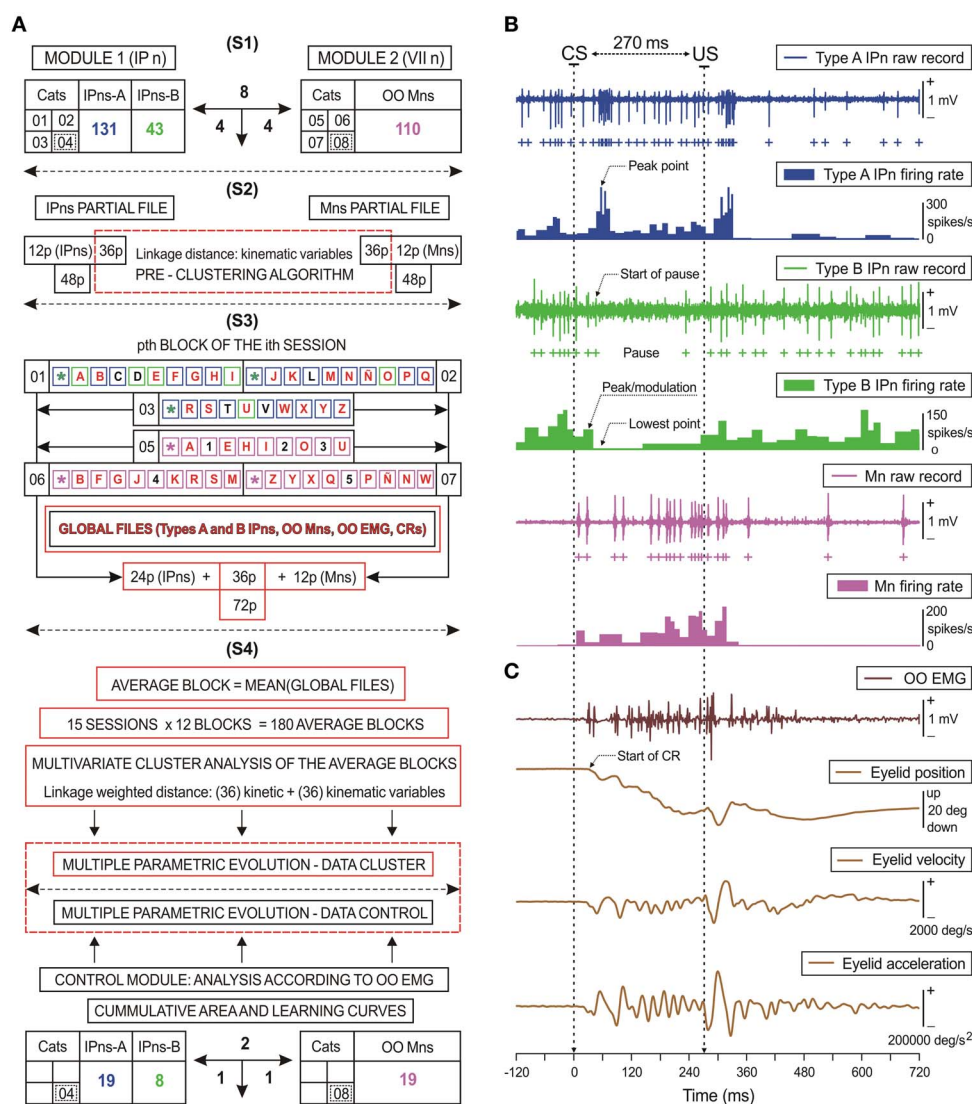 A
(S1)
MODULE 1 (IP n)
MODULE 2 (VII n)
Cats IPns-A IPns-B
01 02
03 04
131 43
8
4 4
Cats OO Mns
05 06
07 08
110
(S2)
IPns PARTIAL FILE
Mns PARTIAL FILE
12p (IPns) 36p
48p
Linkage distance: kinematic variables
PRE - CLUSTERING ALGORITHM
36p 12p (Mns)
48p
(S3)
pth BLOCK OF THE ith SESSION
01 * A B C D E F G H I * J K L M N Ñ O P Q 02
03 * R S T U V W X Y Z
05 * A 1 E H I 2 O 3 U
06 * B F G J 4 K R S M * Z Y X Q 5 P Ñ N W 07
GLOBAL FILES (Types A and B IPns, OO Mns, OO EMG, CRs)
24p (IPns) + 36p + 12p (Mns)
72p
(S4)
AVERAGE BLOCK = MEAN(GLOBAL FILES)
15 SESSIONS x 12 BLOCKS = 180 AVERAGE BLOCKS
MULTIVARIATE CLUSTER ANALYSIS OF THE AVERAGE BLOCKS
Linkage weighted distance: (36) kinetic + (36) kinematic variables
MULTIPLE PARAMETRIC EVOLUTION - DATA CLUSTER
MULTIPLE PARAMETRIC EVOLUTION - DATA CONTROL
CONTROL MODULE: ANALYSIS ACCORDING TO OO EMG
CUMMULATIVE AREA AND LEARNING CURVES
Cats IPns-A IPns-B
04
19 8
2
1 1
Cats OO Mns
08
19
B
CS 270 ms US
Type A IPn raw record
+
1 mV
–
Peak point
Type A IPn firing rate
300
spikes/s
0
Start of pause
Type B IPn raw record
+
1 mV
–
Pause
Peak/modulation
Lowest point
Type B IPn firing rate
150
spikes/s
0
Mn raw record
+
1 mV
–
Mn firing rate
200
spikes/s
0
C
OO EMG
+
1 mV
–
Start of CR
Eyelid position
up
20 deg
down
Eyelid velocity
+
–
2000 deg/s
Eyelid acceleration
+
–
200000 deg/s²
-120 0 120 240 360 480 600 720
Time (ms)